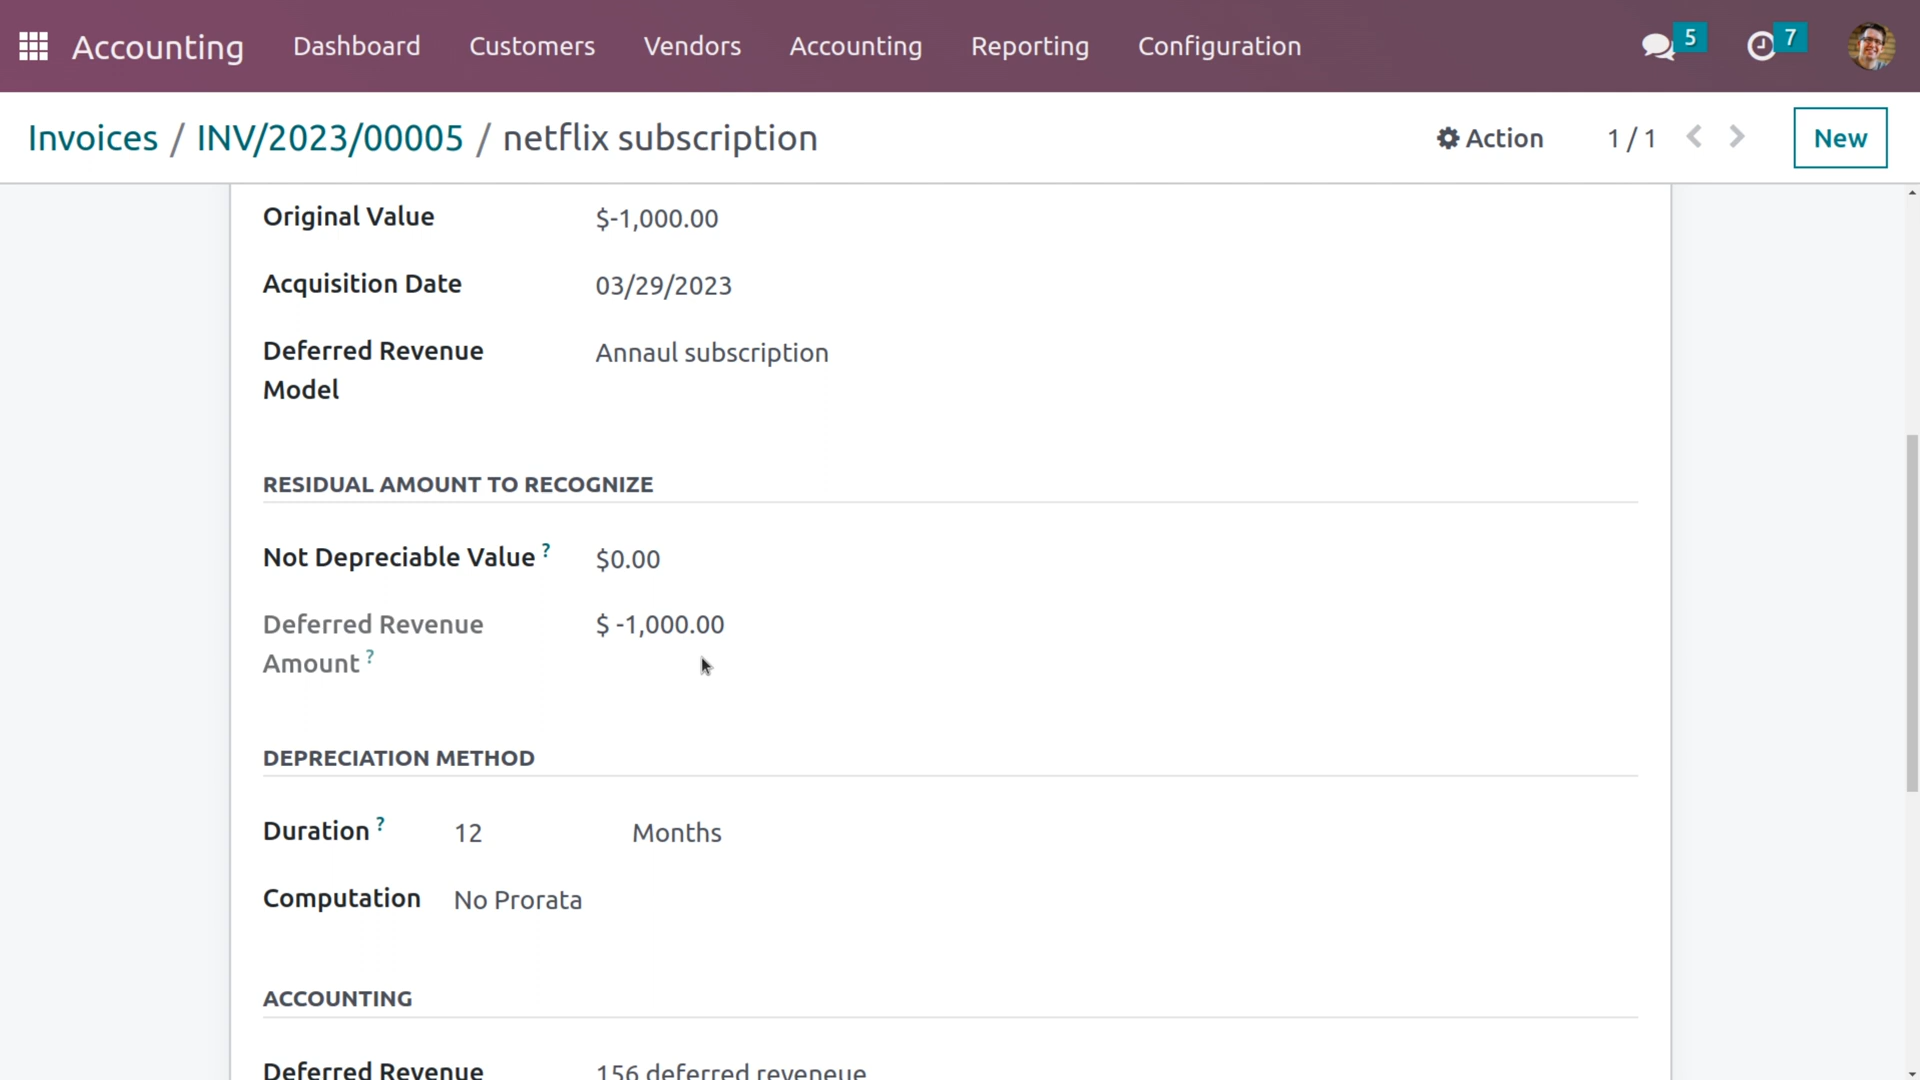 Accounting Dashboard Customers Vendors Accounting Reporting Configuration 5 7
Invoices / INV/2023/00005 / netflix subscription Action 1 / 1 New
Original Value $-1,000.00
Acquisition Date 03/29/2023
Deferred Revenue Annaul subscription
Model
RESIDUAL AMOUNT TO RECOGNIZE
Not Depreciable Value ? $0.00
Deferred Revenue $ -1,000.00
Amount ?
DEPRECIATION METHOD
Duration ? 12 Months
Computation No Prorata
ACCOUNTING
Deferred Revenue 156 deferred reveneue